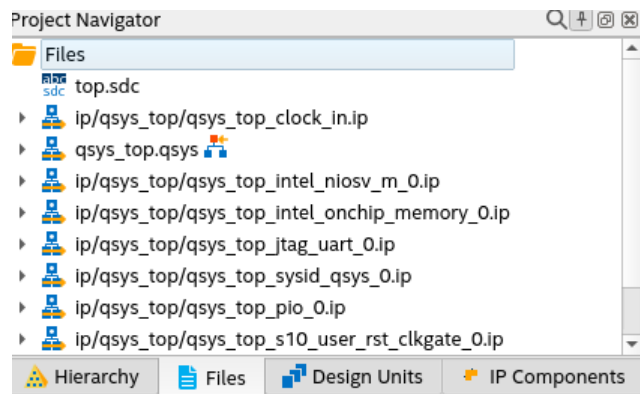 Project Navigator
Files
abc
sdc
top.sdc
ip/qsys_top/qsys_top_clock_in.ip
qsys_top.qsys
ip/qsys_top/qsys_top_intel_niosv_m_0.ip
ip/qsys_top/qsys_top_intel_onchip_memory_0.ip
ip/qsys_top/qsys_top_jtag_uart_0.ip
ip/qsys_top/qsys_top_sysid_qsys_0.ip
ip/qsys_top/qsys_top_pio_0.ip
ip/qsys_top/qsys_top_s10_user_rst_clkgate_0.ip
Hierarchy Files Design Units IP Components